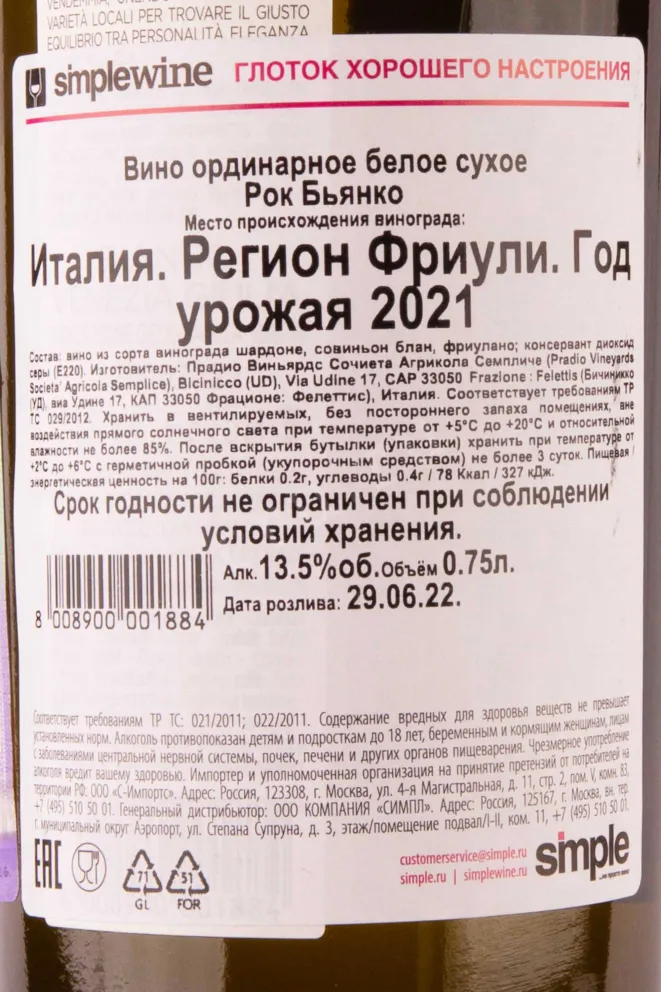 VARIETÀ LOCALI PER TROVARE IL GIUSTO
EQUILIBRIO TRA PERSONALITÀ, ELEGANZA
simplewine ГЛОТОК ХОРОШЕГО НАСТРОЕНИЯ
Вино ординарное белое сухое
Рок Бьянко
Место происхождения винограда:
Италия. Регион Фриули. Год
урожая 2021
Состав: вино из сорта винограда шардоне, совиньон блан, фриулано; консервант диоксид
серы (Е220). Изготовитель: Прадио Виньярдс Сочиета Агрикола Семпличе (Pradio Vineyards
Societa' Agricola Semplice), Bicinicco (UD), Via Udine 17, CAP 33050 Frazione : Felettis (Бичиникко
(УД), виа Удине 17, КАП 33050 Фрационе: Фелеттис), Италия. Соответствует требованиям ТР
ТС 029/2012. Хранить в вентилируемых, без постороннего запаха помещениях, вне
воздействия прямого солнечного света при температуре от +5°С до +20°С и относительной
влажности не более 85%. После вскрытия бутылки (упаковки) хранить при температуре от
+2°С до +6°С с герметичной пробкой (укупорочным средством) не более 3 суток. Пищевая /
энергетическая ценность на 100г: белки 0.2г, углеводы 0.4г / 78 Ккал / 327 кДж.
Срок годности не ограничен при соблюдении
условий хранения.
Алк. 13.5%об. Объём 0.75л.
Дата розлива: 29.06.22.
8 008900 001884
Соответствует требованиям ТР ТС: 021/2011; 022/2011. Содержание вредных для здоровья веществ не превышает
установленных норм. Алкоголь противопоказан детям и подросткам до 18 лет, беременным и кормящим женщинам, лицам
с заболеваниями центральной нервной системы, почек, печени и других органов пищеварения. Чрезмерное употребление
алкоголя вредит вашему здоровью. Импортер и уполномоченная организация на принятие претензий от потребителей на
территории РФ: ООО «С-Импортс». Адрес: Россия, 123308, г. Москва, ул. 4-я Магистральная, д. 11, стр. 2, пом. V, комн. 83,
+7 (495) 510 50 01. Генеральный дистрибьютор: ООО КОМПАНИЯ «СИМПЛ». Адрес: Россия, 125167, г. Москва, вн. тер.
г. муниципальный округ Аэропорт, ул. Степана Супруна, д. 3, этаж/помещение подвал/I-II, ком. 11, +7 (495) 510 50 01.
EAC
71
GL
51
FOR
customerservice@simple.ru
simple.ru | simplewine.ru
simple
...не просто вино